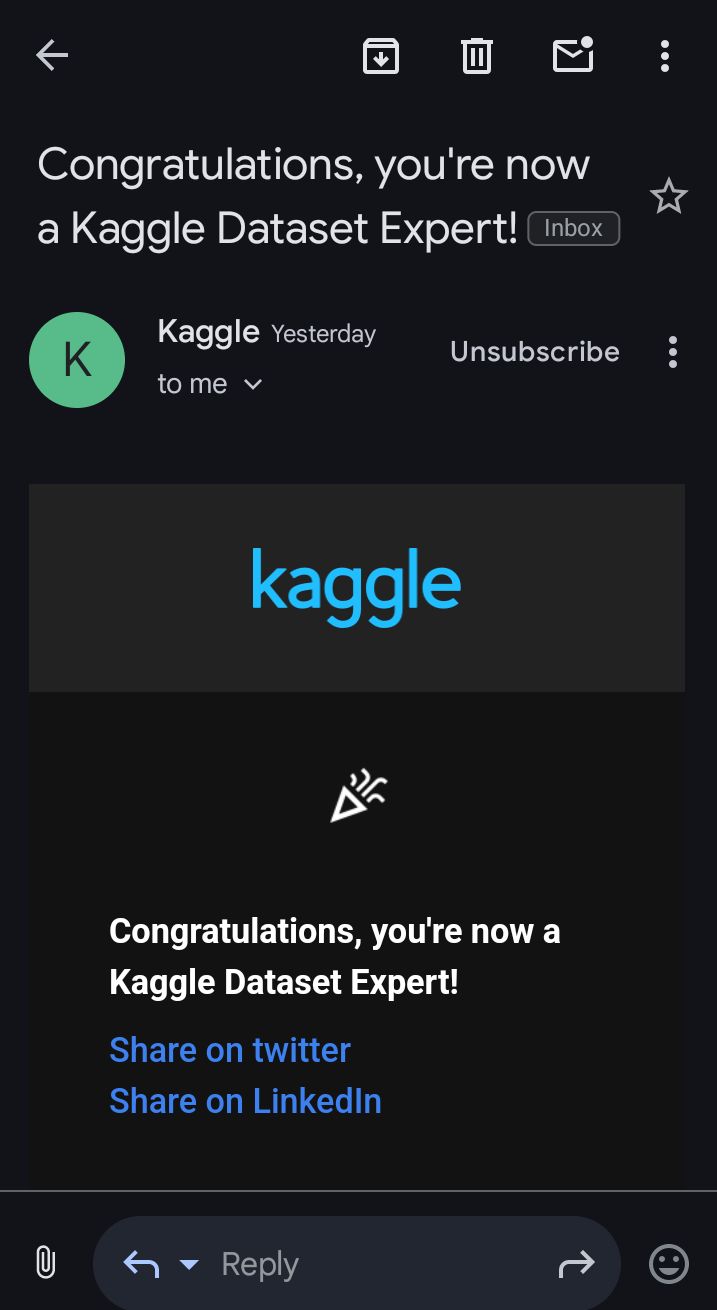 Congratulations, you're now
a Kaggle Dataset Expert! Inbox
K
Kaggle Yesterday
Unsubscribe
to me
kaggle
Congratulations, you're now a
Kaggle Dataset Expert!
Share on twitter
Share on LinkedIn
Reply